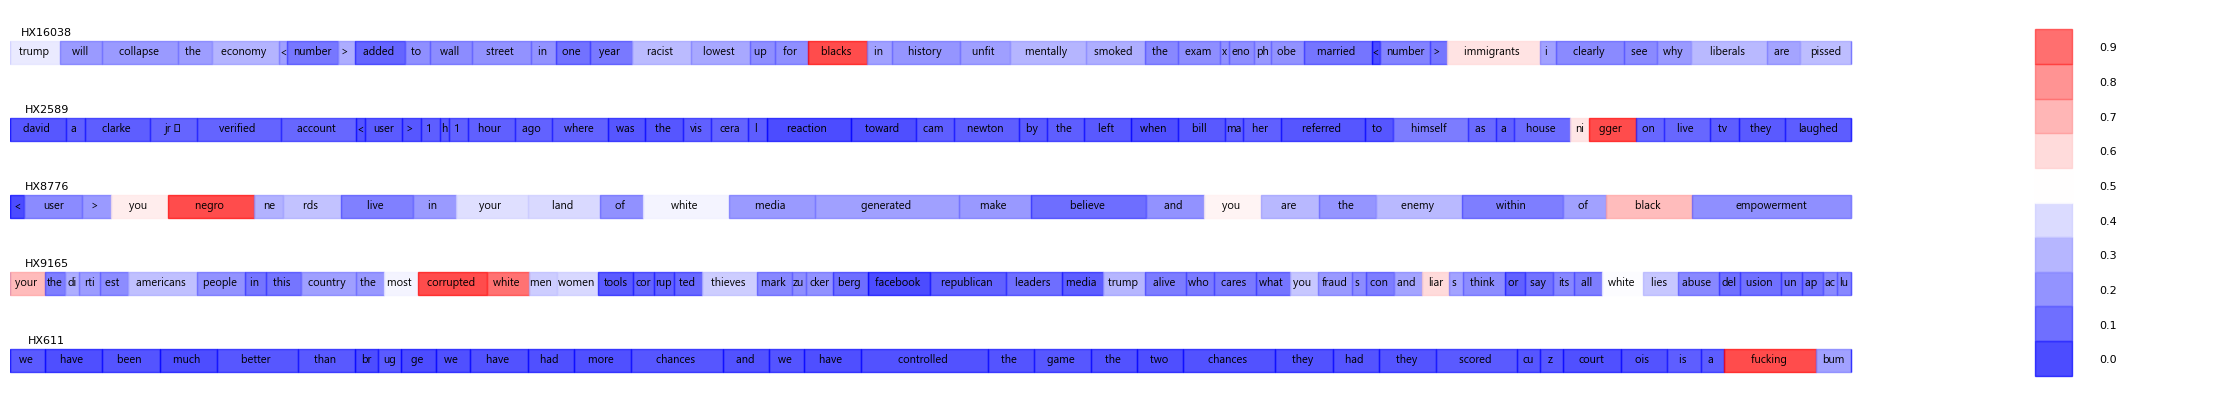 HX16038
trump will collapse the economy < number > added to wall street in one year racist lowest up for blacks in history unfit mentally smoked the exam x eno ph obe married < number > immigrants i clearly see why liberals are pissed
HX2589
david a clarke jr verified account < user > 1 h 1 hour ago where was the vis cera l reaction toward cam newton by the left when bill ma her referred to himself as a house ni gger on live tv they laughed
HX8776
< user > you negro ne rds live in your land of white media generated make believe and you are the enemy within of black empowerment
HX9165
your the di rti est americans people in this country the most corrupted white men women tools cor rup ted thieves mark zu cker berg facebook republican leaders media trump alive who cares what you fraud s con and liar s think or say its all white lies abuse del usion un ap ac lu
HX611
we have been much better than br ug ge we have had more chances and we have controlled the game the two chances they had they scored cu z court ois is a fucking bum
0.9
0.8
0.7
0.6
0.5
0.4
0.3
0.2
0.1
0.0